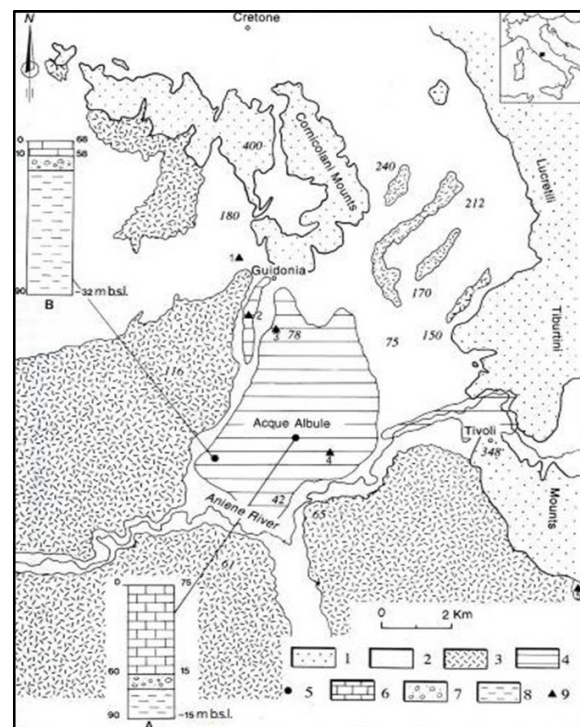 Cretone
N
0 68
10 58
400
Cornicolani Mounts
240
212
Lucretili
180
1
Guidonia
170
90 -32 m b.s.l.
B
2
3
78
75
150
Tiburtini
116
Acque Albule
Tivoli
348
4
42
Aniene River
65
Mounts
61
0 75
60 15
90 -15 m b.s.l.
A
0 2 Km
1 2 3 4
5 6 7 8 9